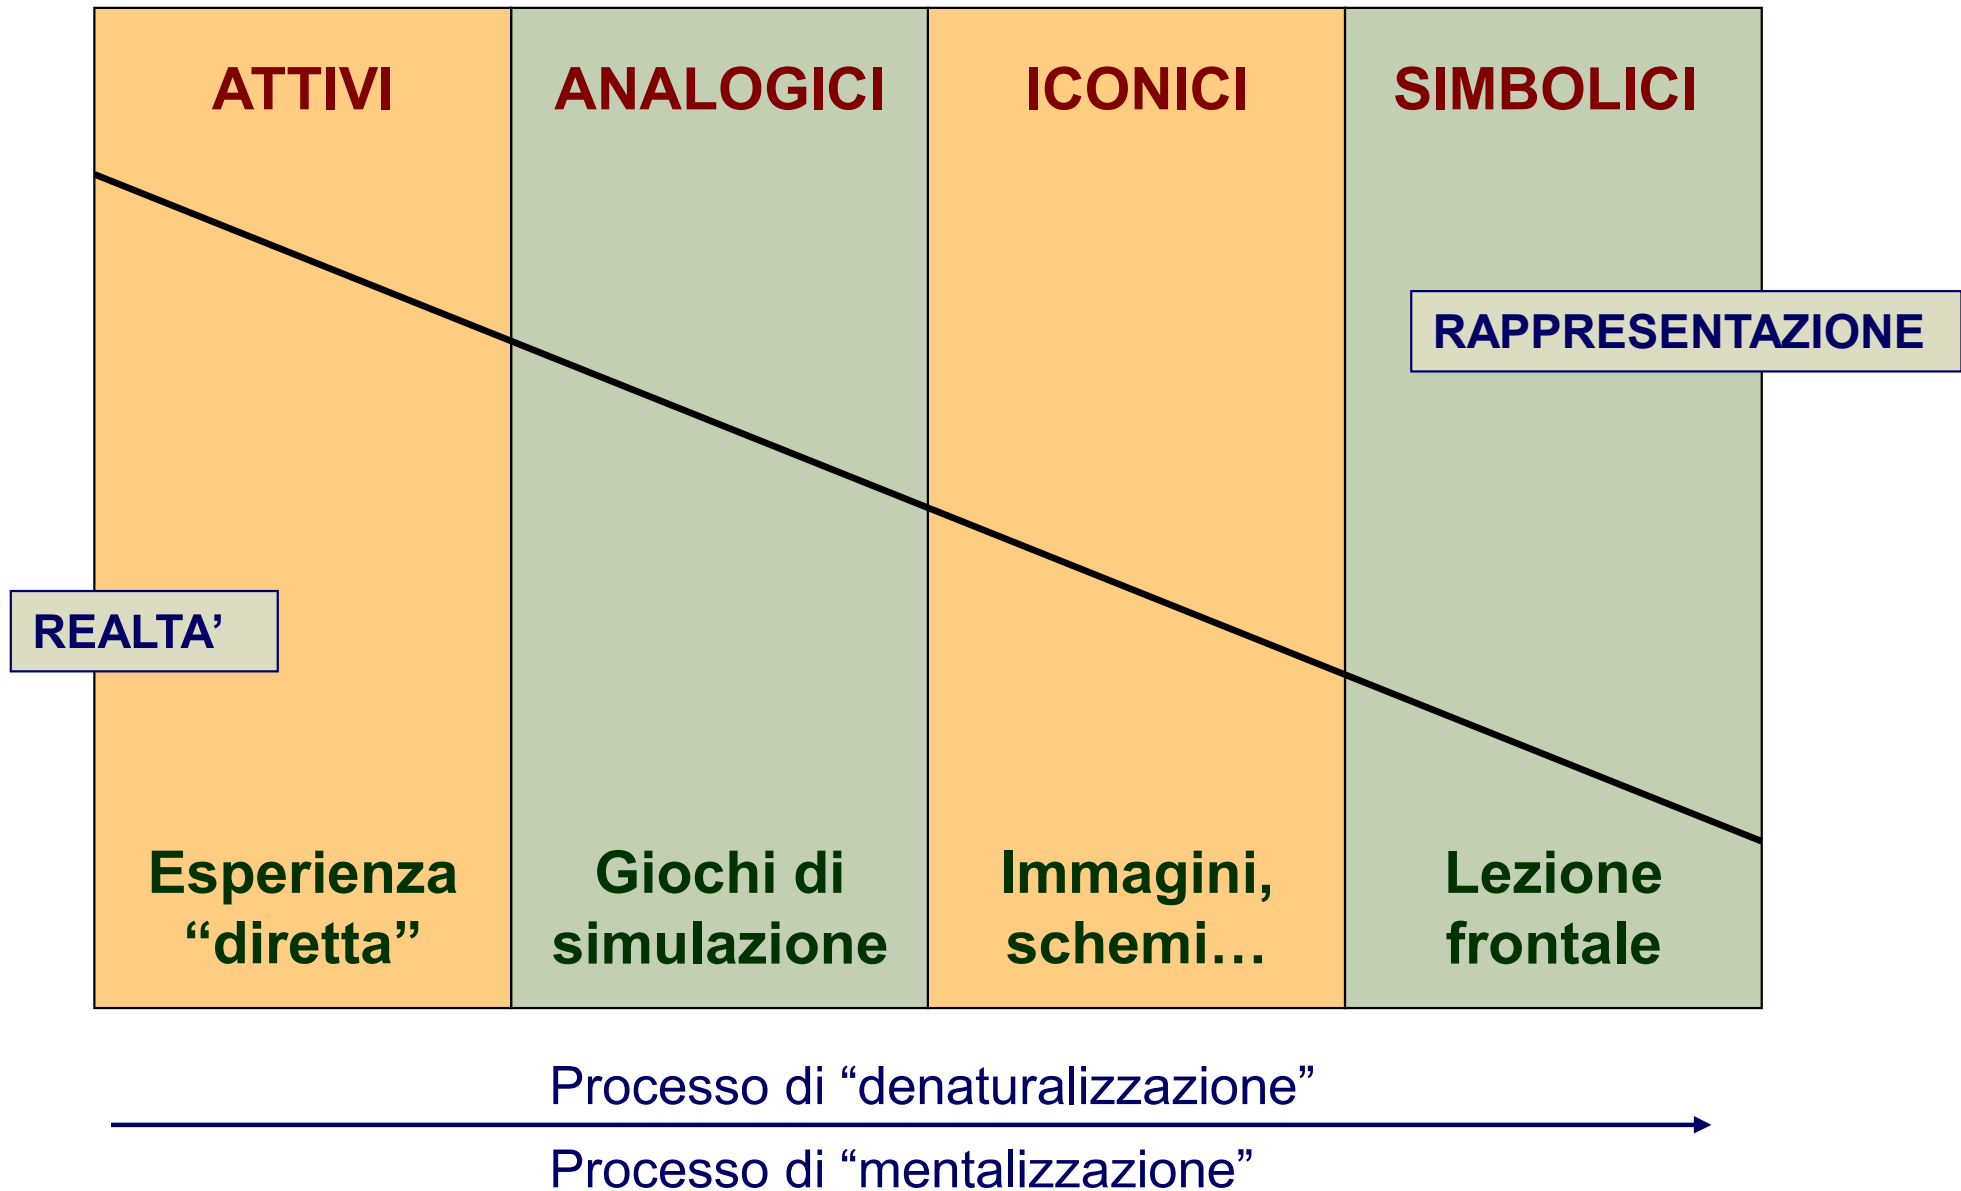 ATTIVI
ANALOGICI
ICONICI
SIMBOLICI
RAPPRESENTAZIONE
REALTA’
Esperienza
“diretta”
Giochi di
simulazione
Immagini,
schemi…
Lezione
frontale
Processo di “denaturalizzazione”
Processo di “mentalizzazione”